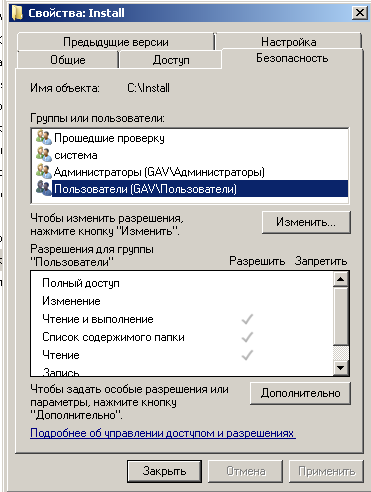 Свойства: Install
Предыдущие версии Настройка
Общие Доступ Безопасность
Имя объекта: C:\Install
Группы или пользователи:
Прошедшие проверку
система
Администраторы (GAV\Администраторы)
Пользователи (GAV\Пользователи)
Чтобы изменить разрешения,
нажмите кнопку "Изменить".
Изменить...
Разрешения для группы
"Пользователи" Разрешить Запретить
Полный доступ
Изменение
Чтение и выполнение
Список содержимого папки
Чтение
Запись
Чтобы задать особые разрешения или
параметры, нажмите кнопку
"Дополнительно".
Дополнительно
Подробнее об управлении доступом и разрешениях
Закрыть Отмена Применить